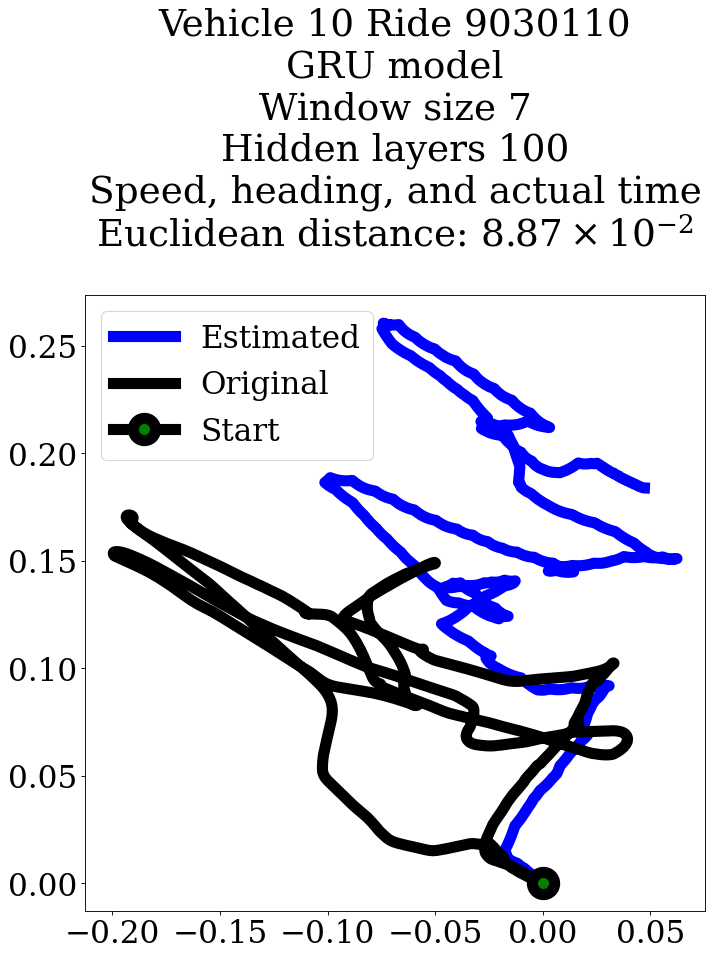 Vehicle 10 Ride 9030110
GRU model
Window size 7
Hidden layers 100
Speed, heading, and actual time
Euclidean distance: 8.87 × 10⁻²
Estimated
Original
Start
0.25
0.20
0.15
0.10
0.05
0.00
−0.20 −0.15 −0.10 −0.05 0.00 0.05